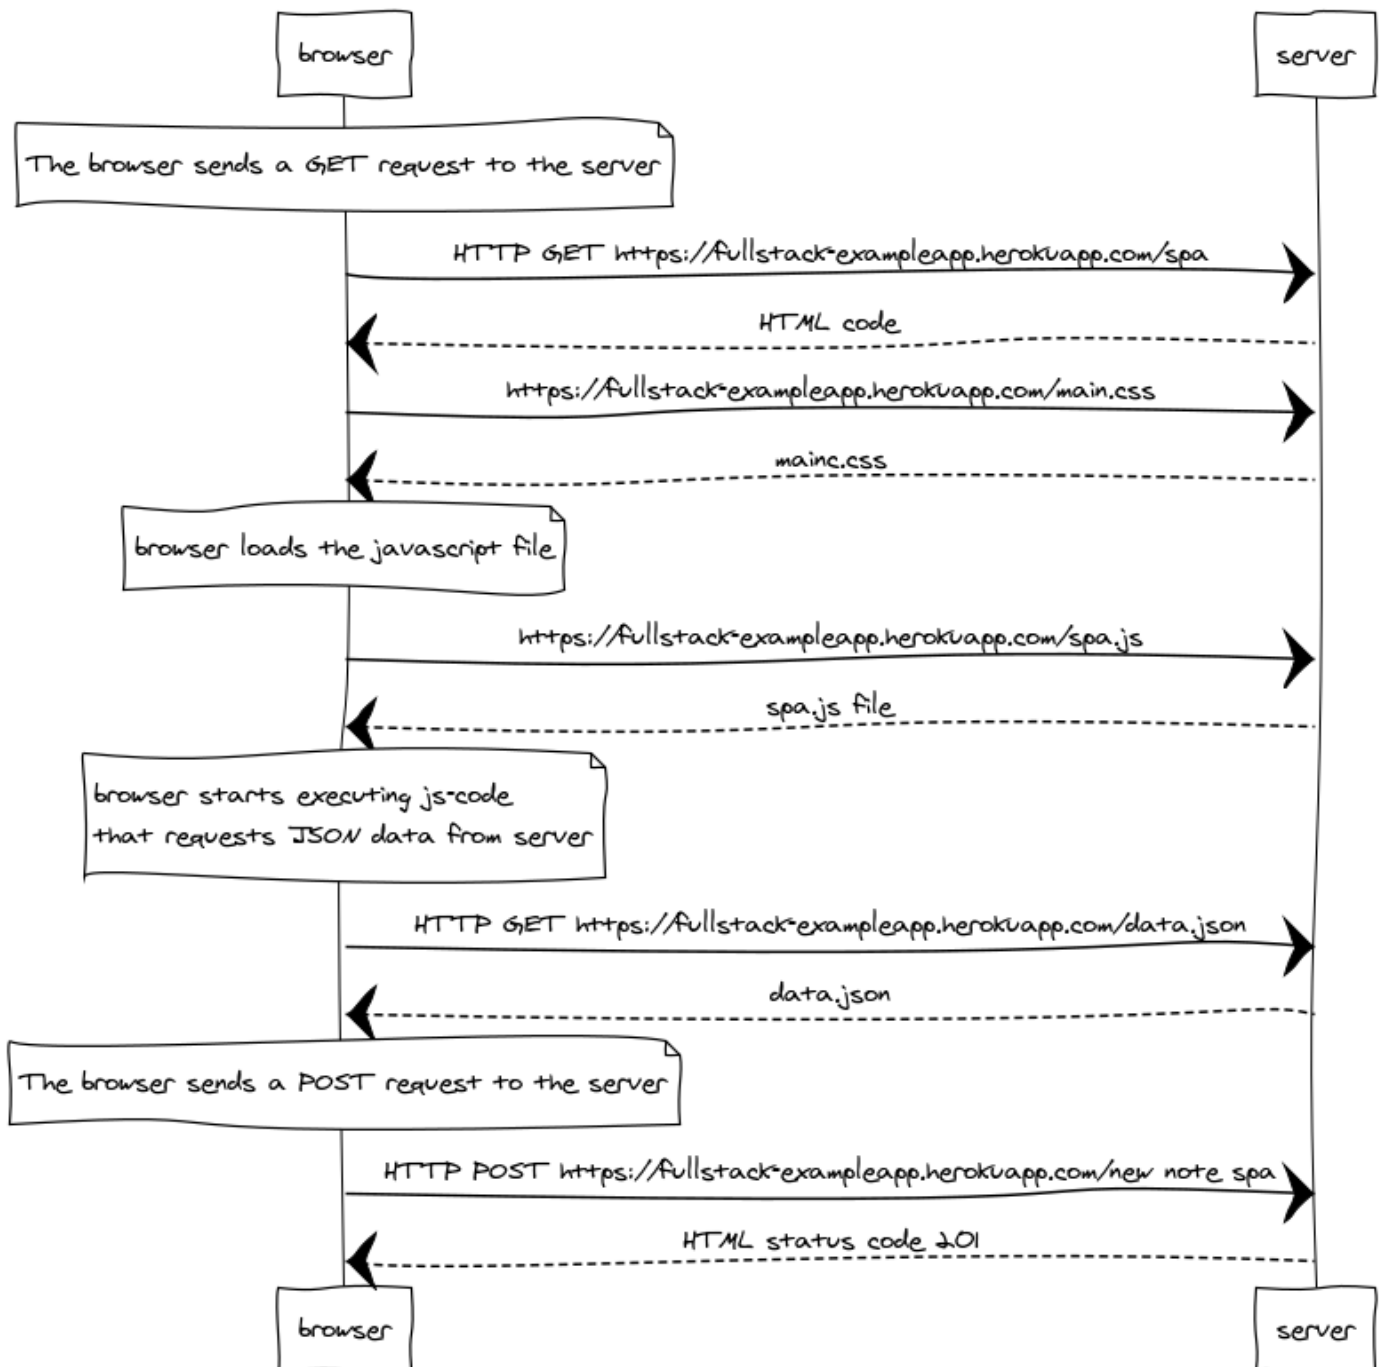 browser
server
The browser sends a GET request to the server
HTTP GET https://fullstack-exampleapp.herokuapp.com/spa
HTML code
https://fullstack-exampleapp.herokuapp.com/main.css
mainc.css
browser loads the javascript file
https://fullstack-exampleapp.herokuapp.com/spa.js
spa.js file
browser starts executing js-code
that requests JSON data from server
HTTP GET https://fullstack-exampleapp.herokuapp.com/data.json
data.json
The browser sends a POST request to the server
HTTP POST https://fullstack-exampleapp.herokuapp.com/new note spa
HTML status code 201
browser
server